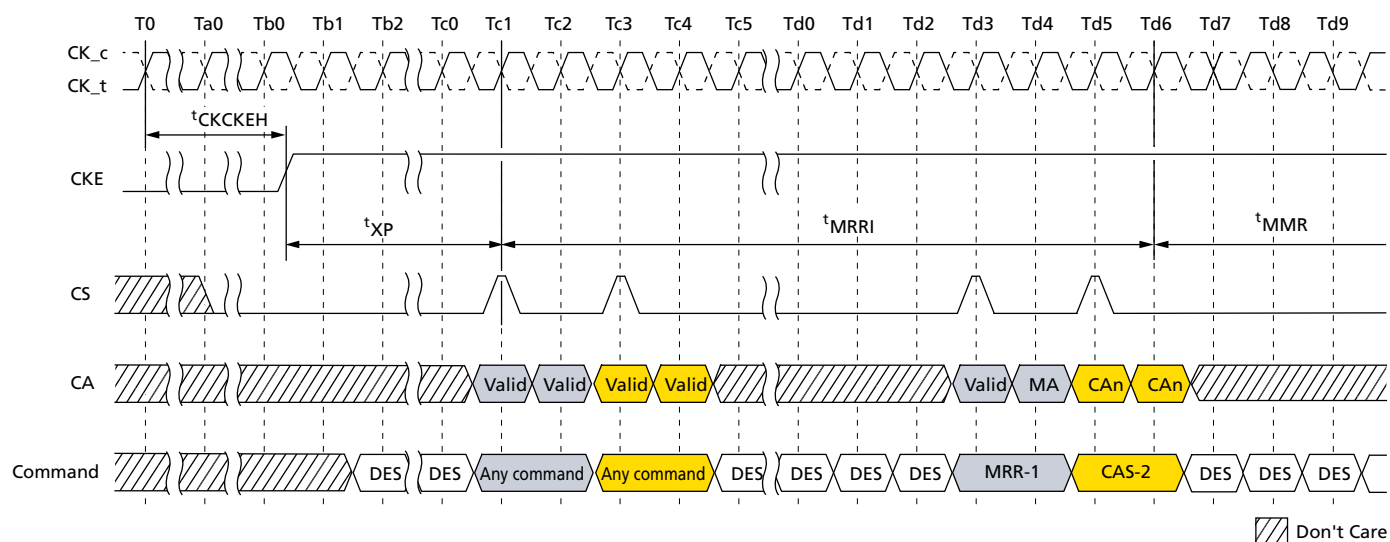 T0 Ta0 Tb0 Tb1 Tb2 Tc0 Tc1 Tc2 Tc3 Tc4 Tc5 Td0 Td1 Td2 Td3 Td4 Td5 Td6 Td7 Td8 Td9
CK_c
CK_t
tCKCKEH
CKE
tXP tMRRI tMMR
CS
CA Valid Valid Valid Valid Valid MA CAn CAn
Command DES DES Any command Any command DES DES DES DES MRR-1 CAS-2 DES DES DES
Don't Care